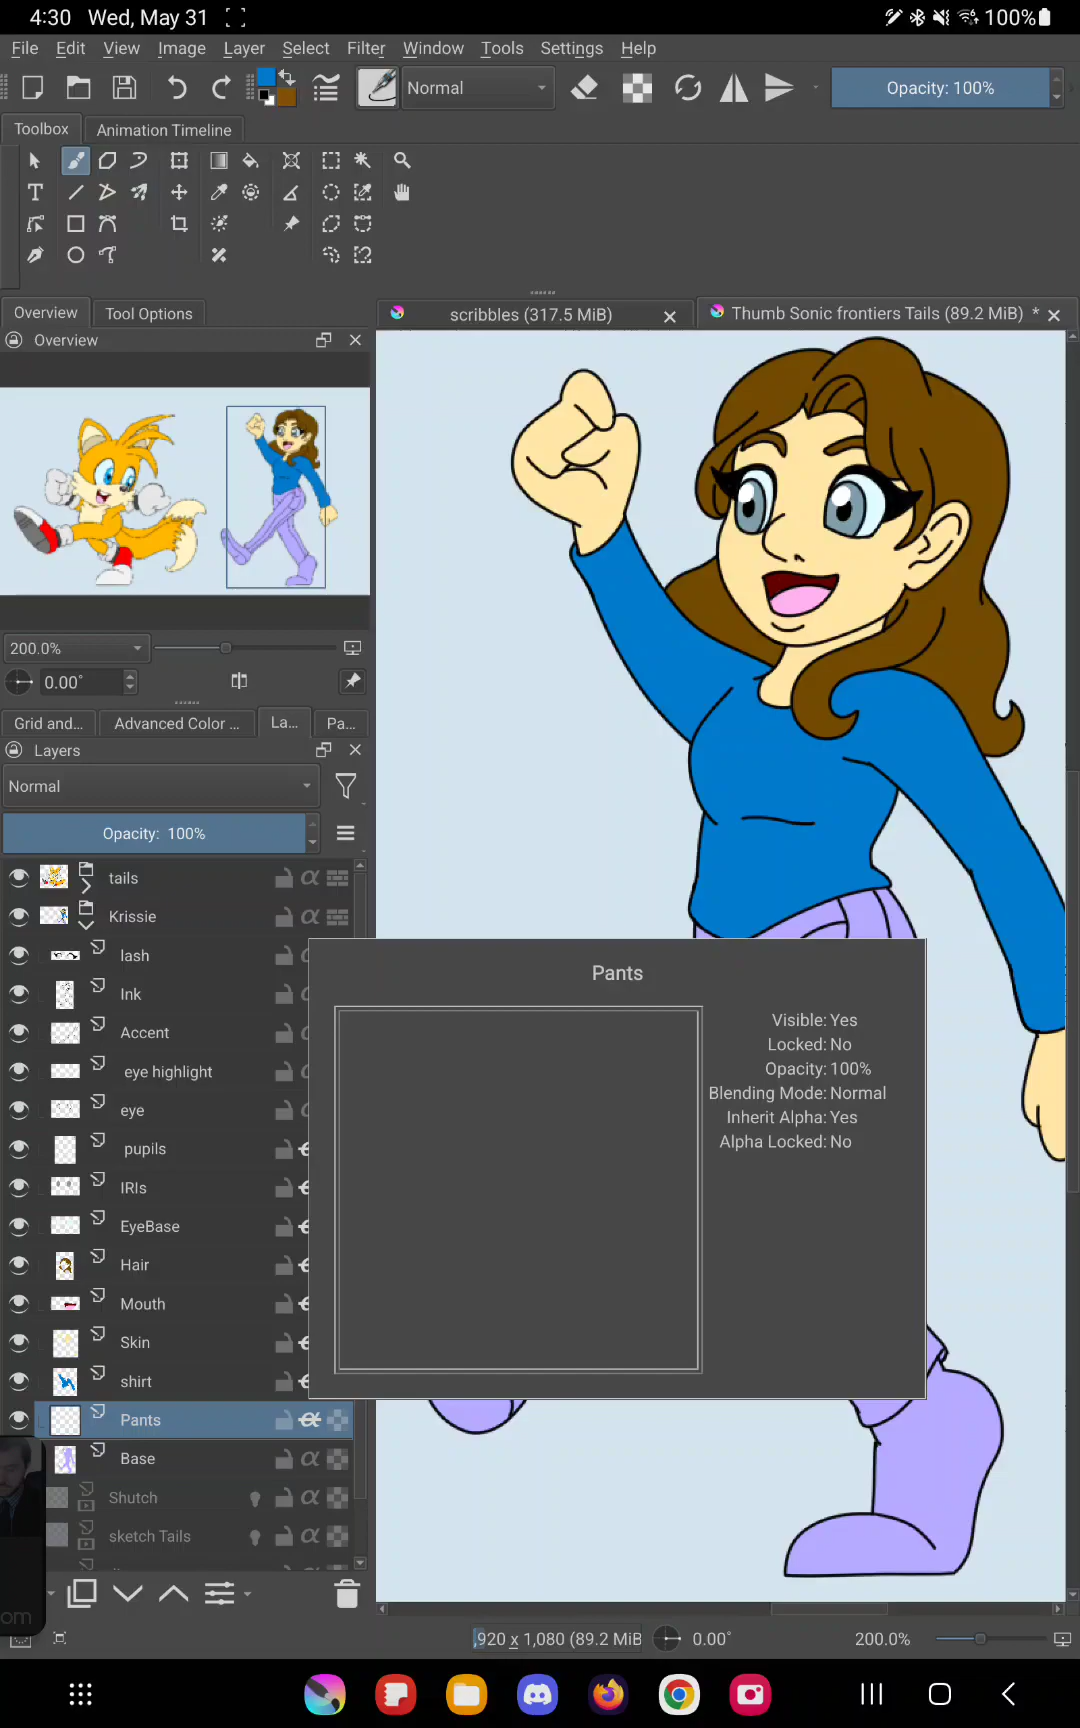 4:30 Wed, May 31 100%
File Edit View Image Layer Select Filter Window Tools Settings Help
Normal Opacity: 100%
Toolbox Animation Timeline
Overview Tool Options
scribbles (317.5 MiB) Thumb Sonic frontiers Tails (89.2 MiB) *
Overview
200.0%
0.00°
Grid and... Advanced Color ... La... Pa...
Layers
Normal
Opacity: 100%
tails
Krissie
lash
Ink
Accent
eye highlight
eye
pupils
IRIs
EyeBase
Hair
Mouth
Skin
shirt
Pants
Base
Shutch
sketch Tails
Pants
Visible: Yes
Locked: No
Opacity: 100%
Blending Mode: Normal
Inherit Alpha: Yes
Alpha Locked: No
om
,920 x 1,080 (89.2 MiB 0.00° 200.0%